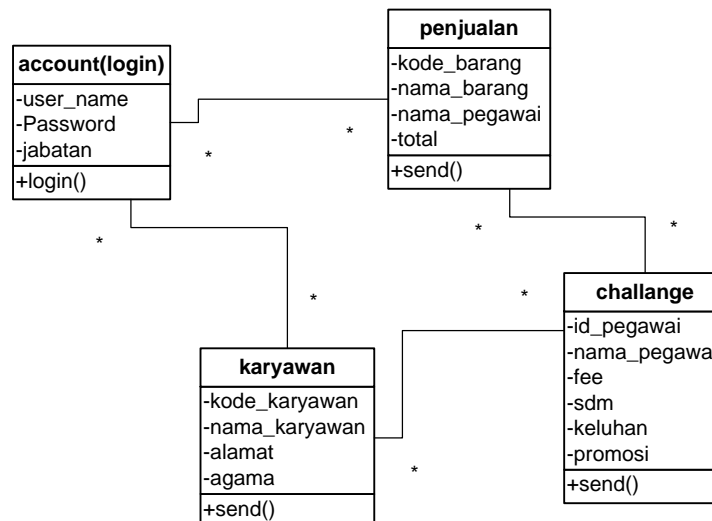 account(login)
-user_name
-Password
-jabatan
+login()
penjualan
-kode_barang
-nama_barang
-nama_pegawai
-total
+send()
*
*
*
*
*
*
*
*
karyawan
-kode_karyawan
-nama_karyawan
-alamat
-agama
+send()
challange
-id_pegawai
-nama_pegawa
-fee
-sdm
-keluhan
-promosi
+send()